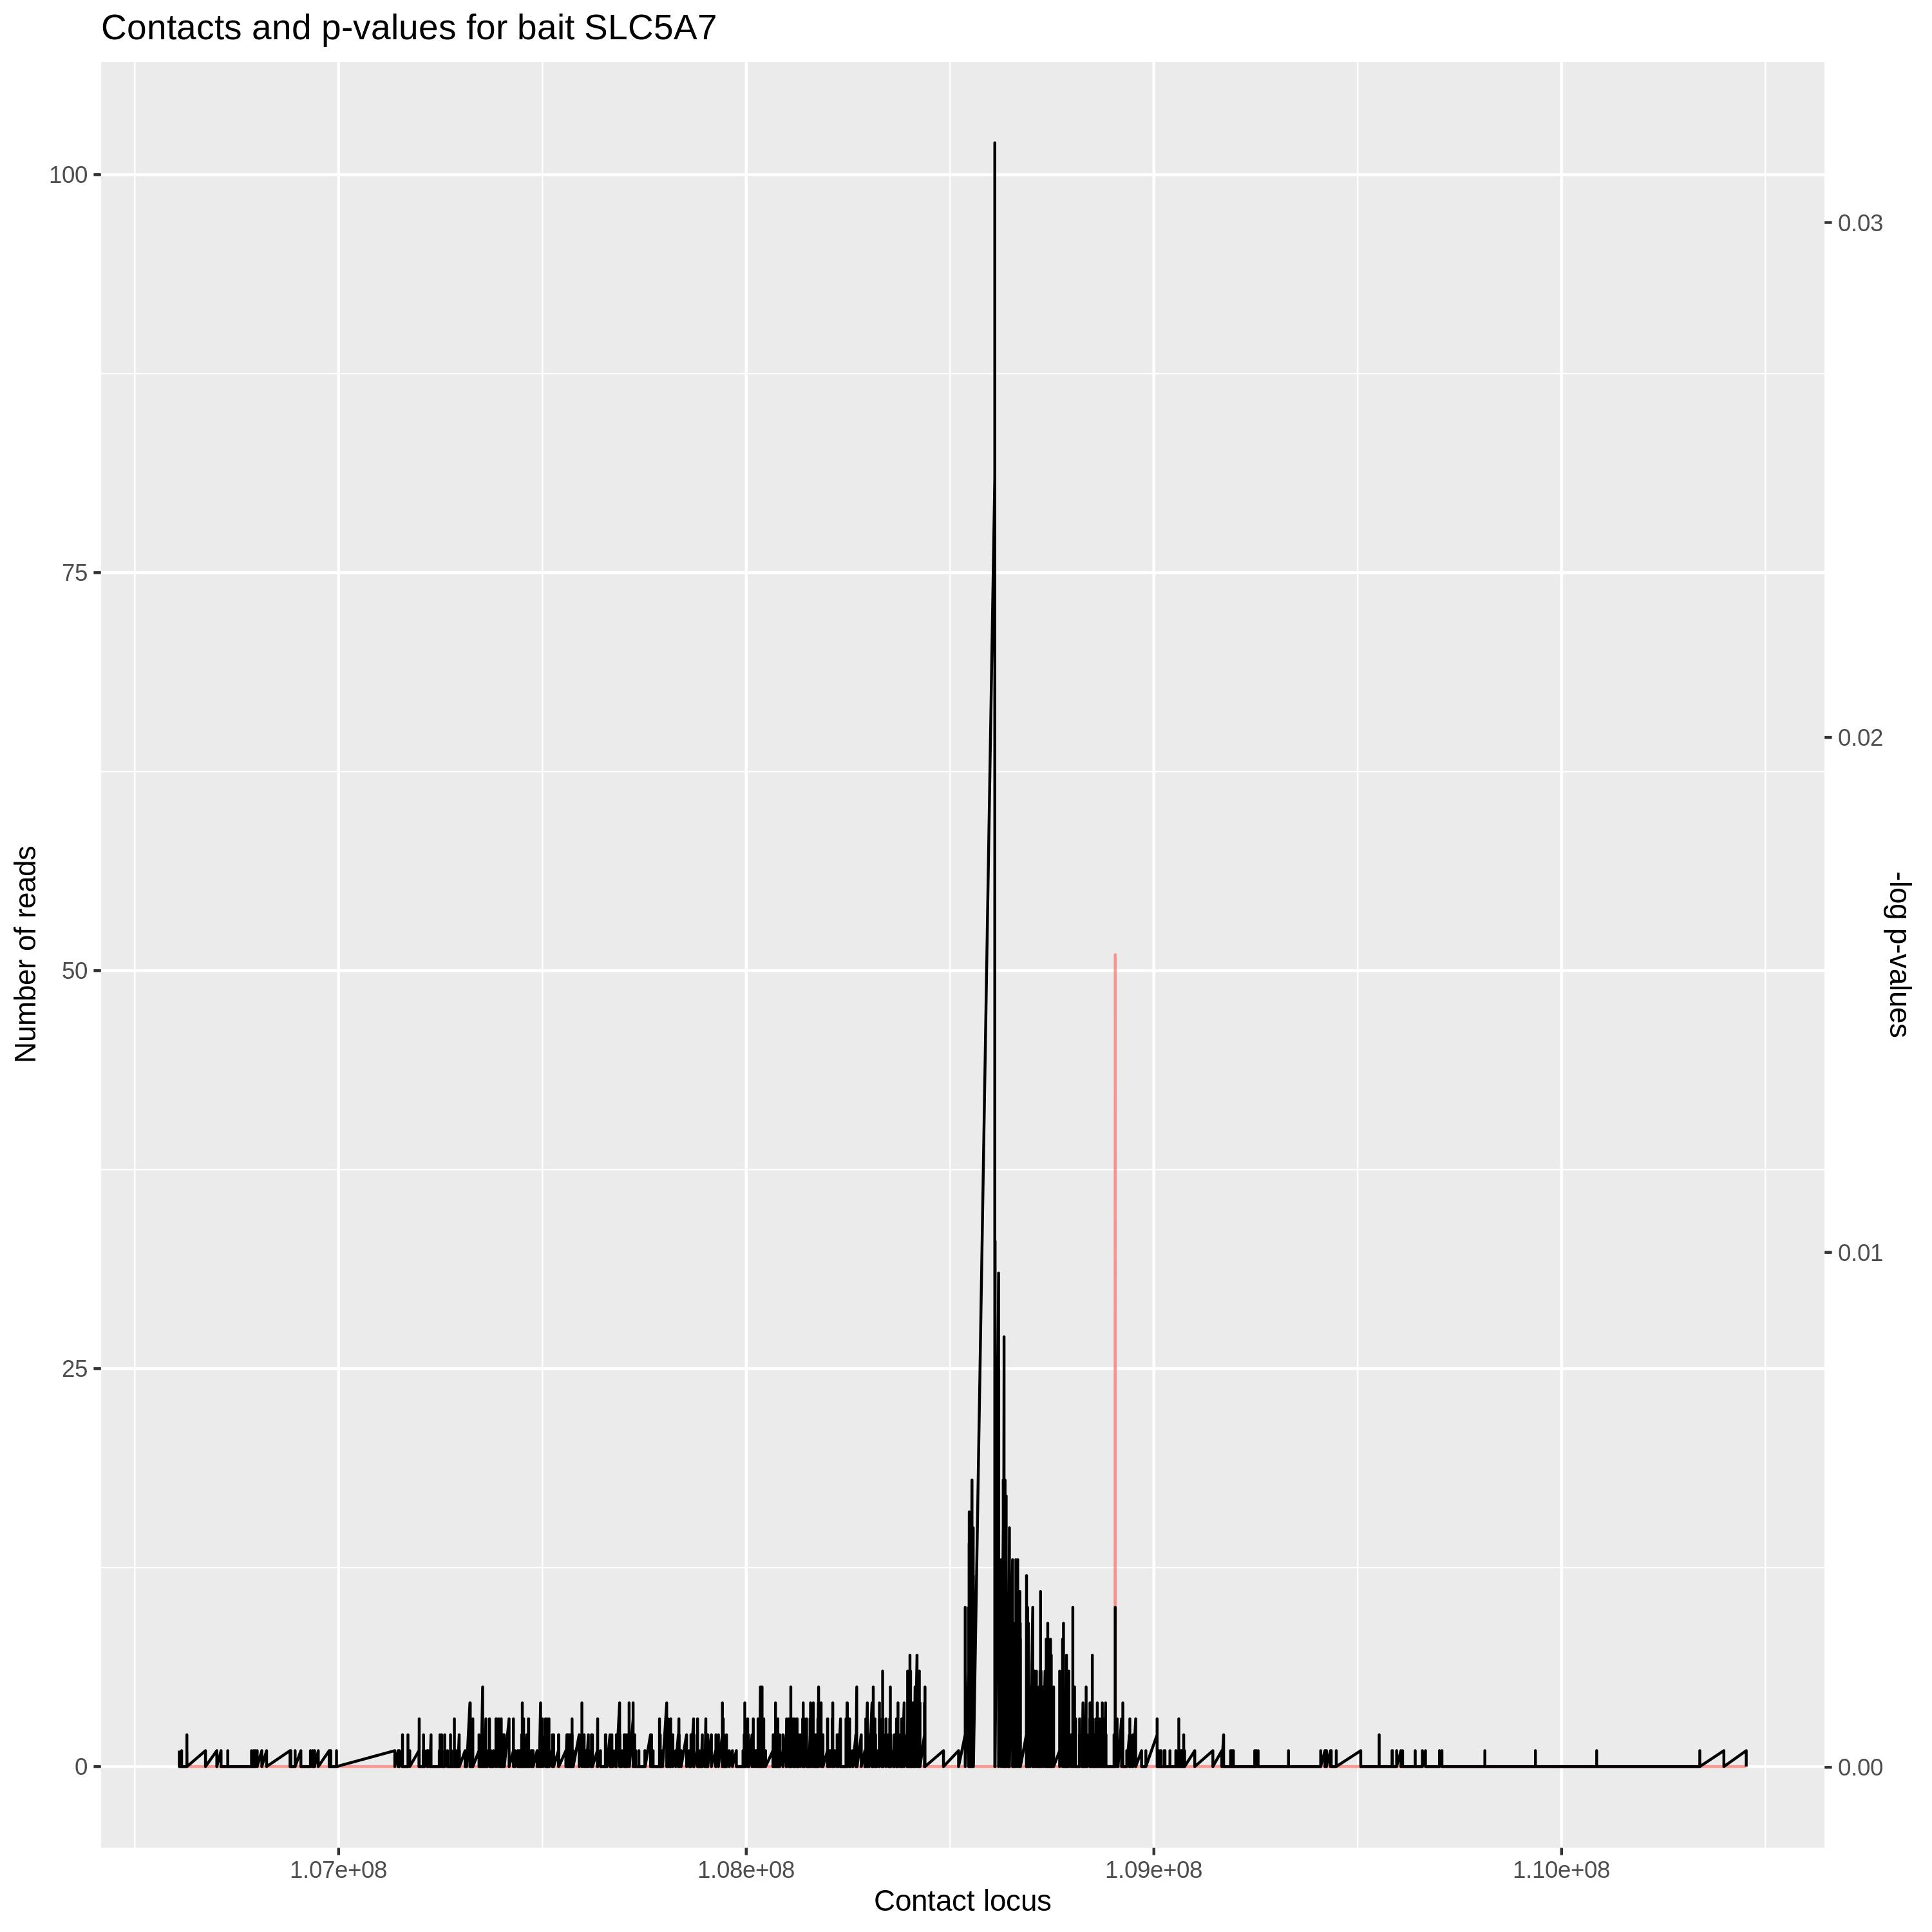 Contacts and p-values for bait SLC5A7
100
75
50
25
0
Number of reads
0.03
0.02
0.01
0.00
-log p-values
1.07e+08
1.08e+08
1.09e+08
1.10e+08
Contact locus